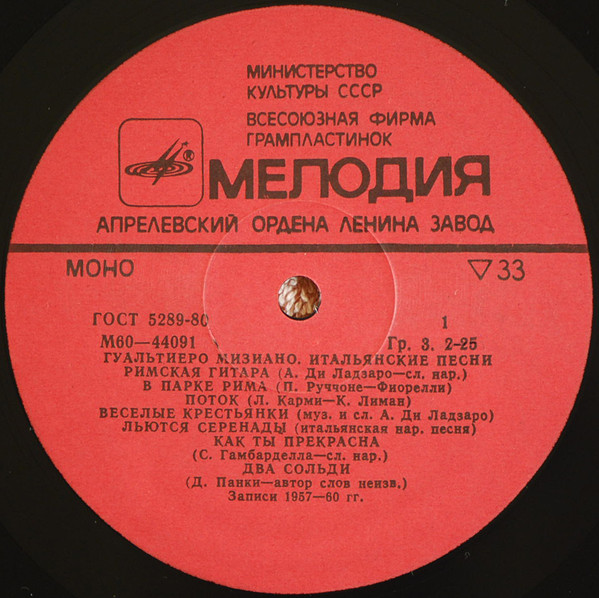 МИНИСТЕРСТВО
КУЛЬТУРЫ СССР
ВСЕСОЮЗНАЯ ФИРМА
ГРАМПЛАСТИНОК
® МЕЛОДИЯ
АПРЕЛЕВСКИЙ ОРДЕНА ЛЕНИНА ЗАВОД
МОНО ▽33
ГОСТ 5289-80 1
М60—44091 Гр. 3. 2-25
ГУАЛЬТИЕРО МИЗИАНО. ИТАЛЬЯНСКИЕ ПЕСНИ
РИМСКАЯ ГИТАРА (А. Ди Ладзаро—сл. нар.)
В ПАРКЕ РИМА (П. Руччоне—Фиорелли)
ПОТОК (Л. Карми—К. Лиман)
ВЕСЕЛЫЕ КРЕСТЬЯНКИ (муз. и сл. А. Ди Ладзаро)
ЛЬЮТСЯ СЕРЕНАДЫ (итальянская нар. песня)
КАК ТЫ ПРЕКРАСНА
(С. Гамбарделла—сл. нар.)
ДВА СОЛЬДИ
(Д. Панки—автор слов неизв.)
Записи 1957—60 гг.